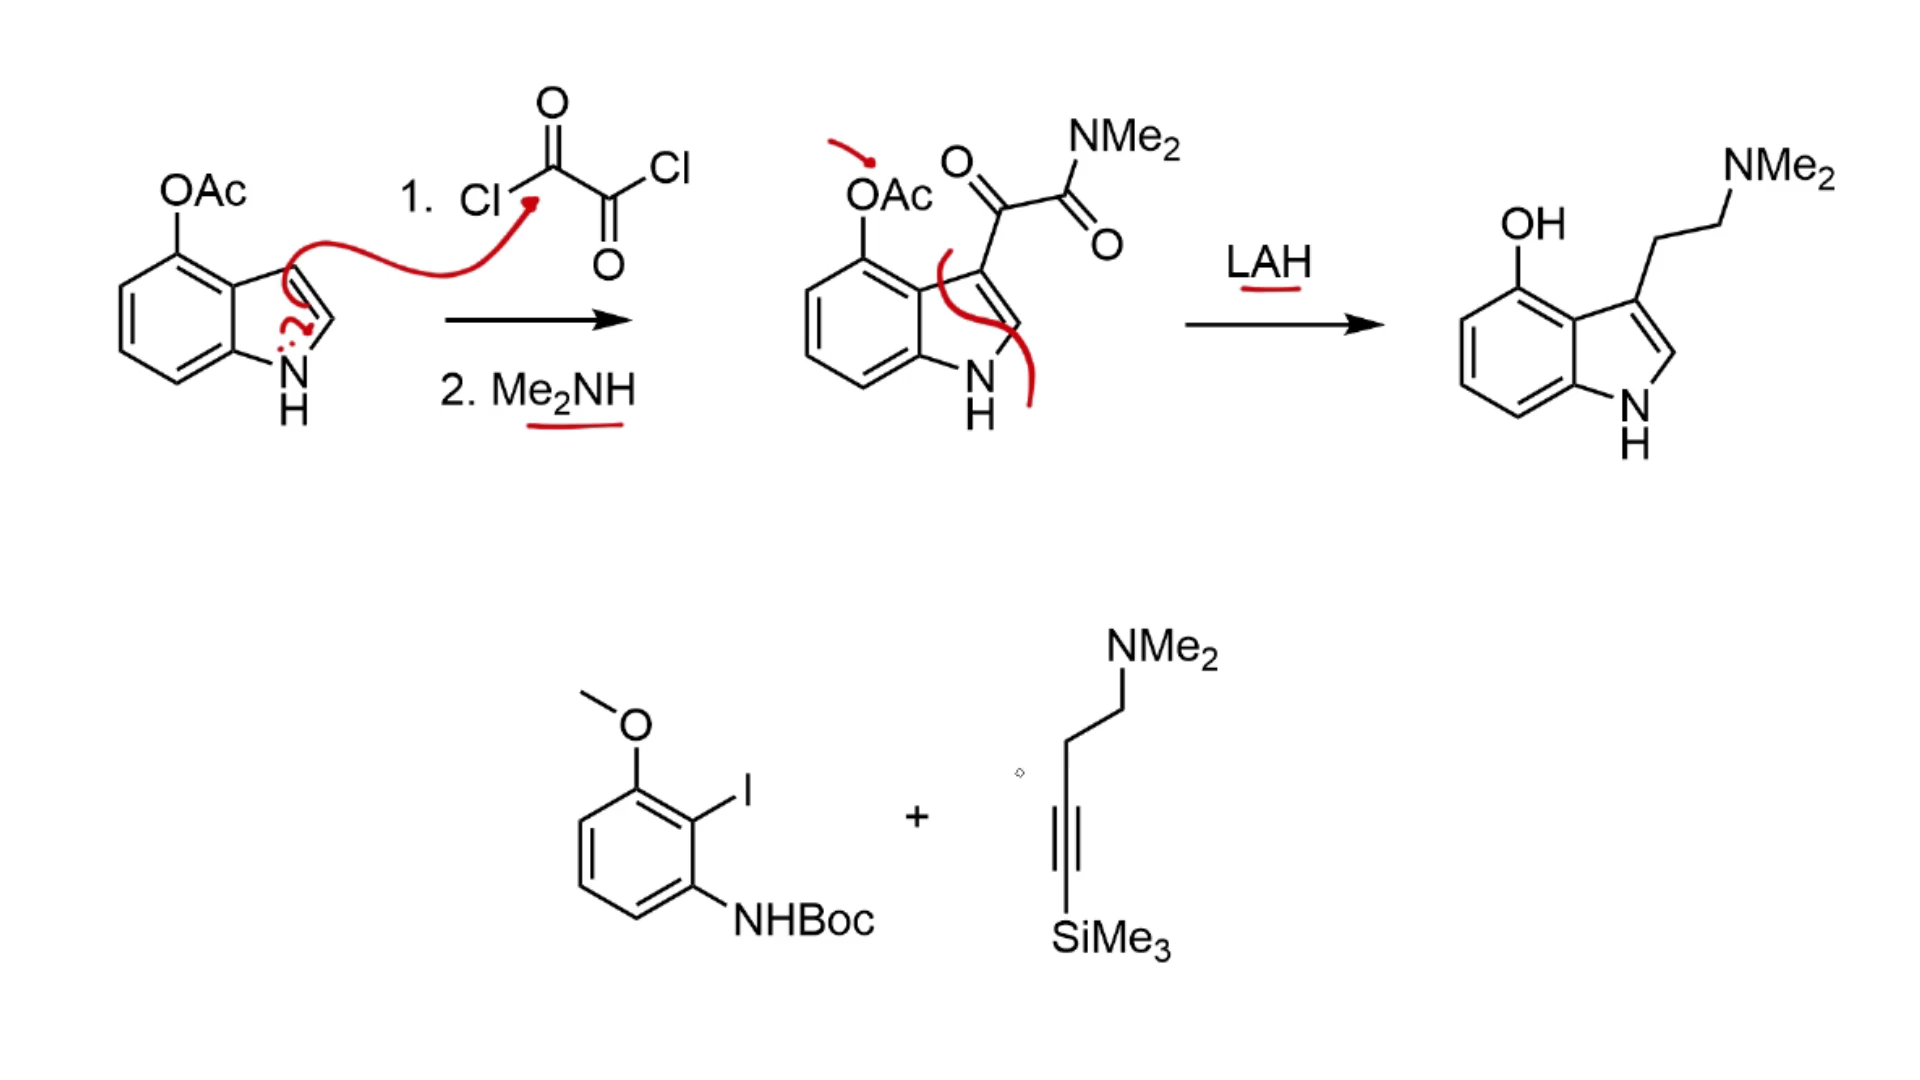 OAc
1.
O
Cl
Cl
O
2. Me2NH
N
H
OAc
O
NMe2
O
N
H
LAH
OH
NMe2
N
H
O
I
NHBoc
+
NMe2
SiMe3